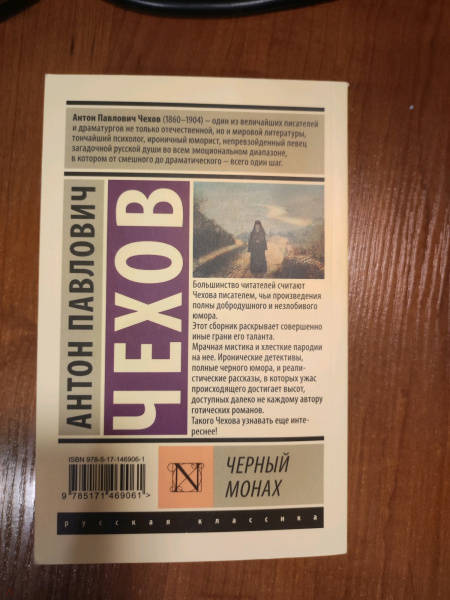 Антон Павлович Чехов (1860–1904) – один из величайших писателей
и драматургов не только отечественной, но и мировой литературы,
тончайший психолог, ироничный юморист, непревзойденный певец
загадочной русской души во всем эмоциональном диапазоне,
в котором от смешного до драматического – всего один шаг.
АНТОН ПАВЛОВИЧ
ЧЕХОВ
Большинство читателей считают
Чехова писателем, чьи произведения
полны добродушного и незлобивого
юмора.
Этот сборник раскрывает совершенно
иные грани его таланта.
Мрачная мистика и хлесткие пародии
на нее. Иронические детективы,
полные черного юмора, и реали-
стические рассказы, в которых ужас
происходящего достигает высот,
доступных далеко не каждому автору
готических романов.
Такого Чехова узнавать еще инте-
реснее!
ISBN 978-5-17-146906-1
9 785171 469061 >
N
ЧЕРНЫЙ
МОНАХ
русская классика